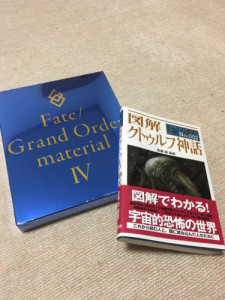 Fate/
Grand Order
material
IV
図解
クトゥルフ神話
図解でわかる!
宇宙的恐怖の世界